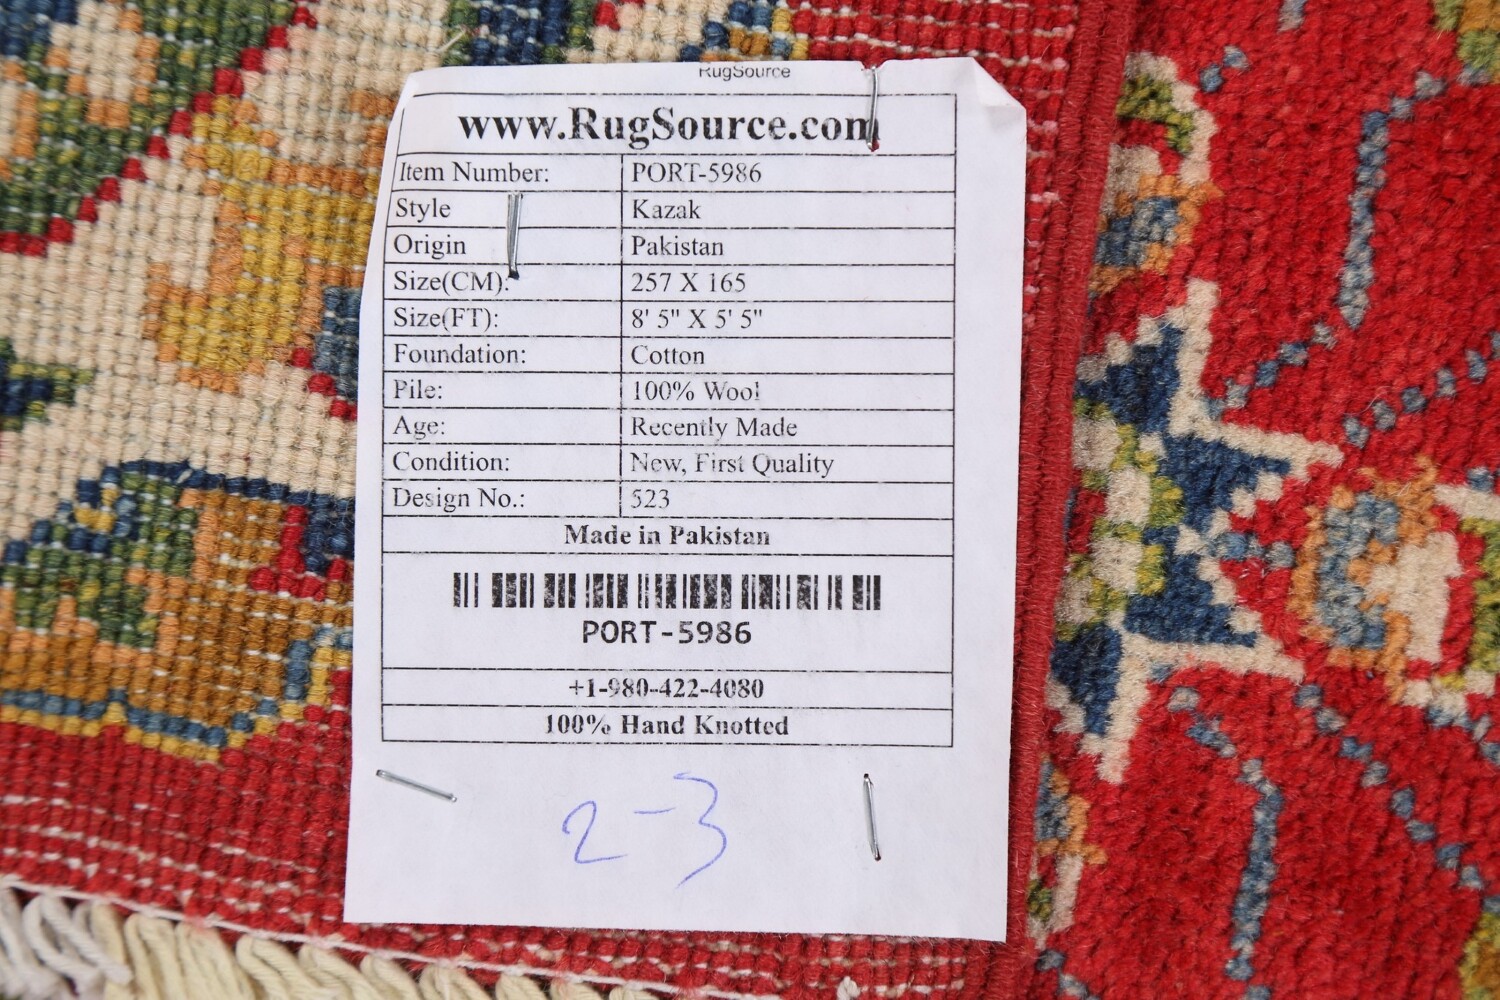 RugSource
www.RugSource.com
Item Number: PORT-5986
Style Kazak
Origin Pakistan
Size(CM): 257 X 165
Size(FT): 8' 5" X 5' 5"
Foundation: Cotton
Pile: 100% Wool
Age: Recently Made
Condition: New, First Quality
Design No.: 523
Made in Pakistan
PORT-5986
+1-980-422-4080
100% Hand Knotted
2-3